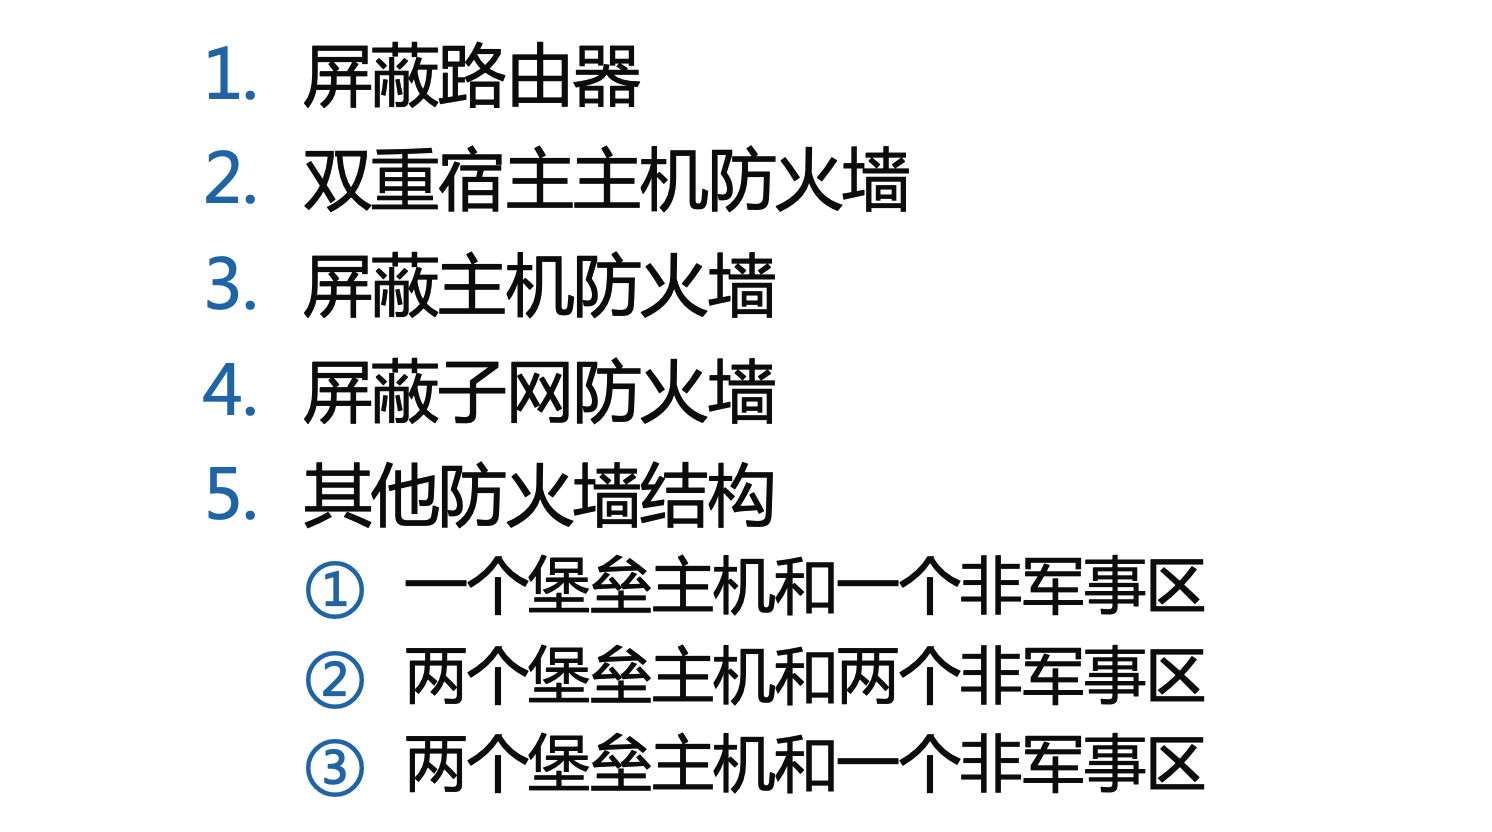 1. 屏蔽路由器
2. 双重宿主主机防火墙
3. 屏蔽主机防火墙
4. 屏蔽子网防火墙
5. 其他防火墙结构
① 一个堡垒主机和一个非军事区
② 两个堡垒主机和两个非军事区
③ 两个堡垒主机和一个非军事区